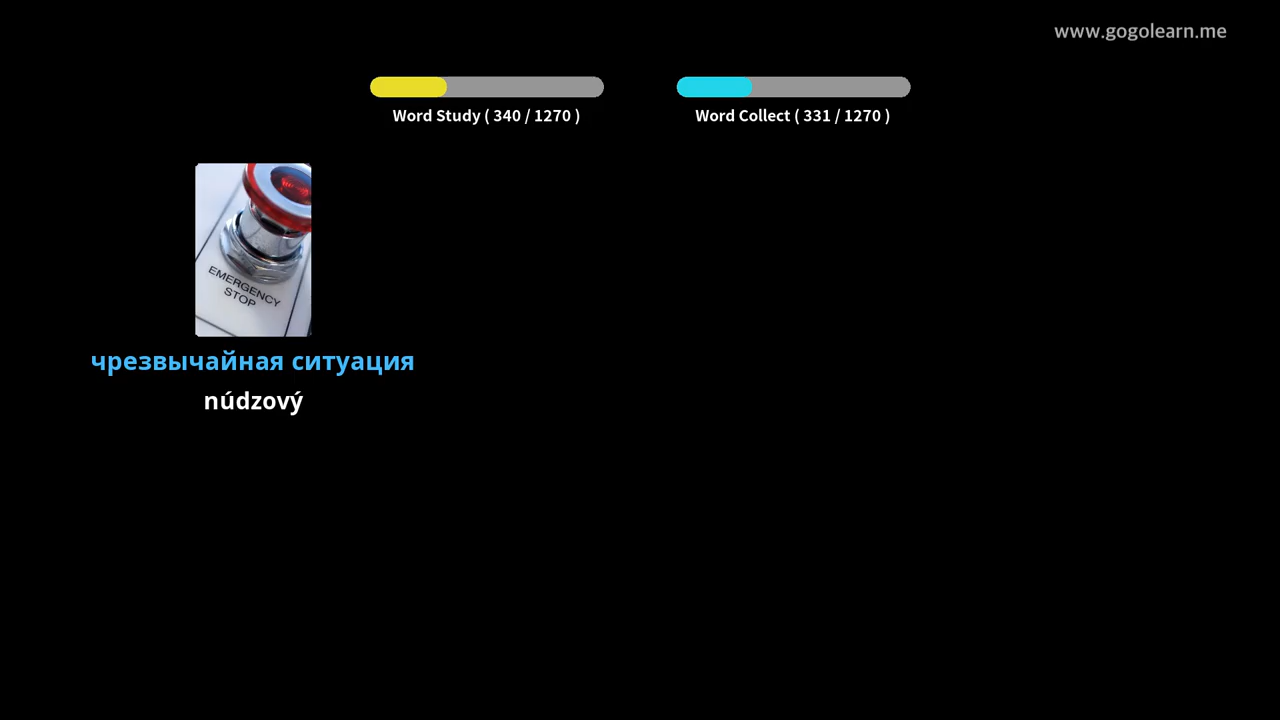 www.gogolearn.me
Word Study ( 340 / 1270 )
Word Collect ( 331 / 1270 )
EMERGENCY
STOP
чрезвычайная ситуация
núdzový